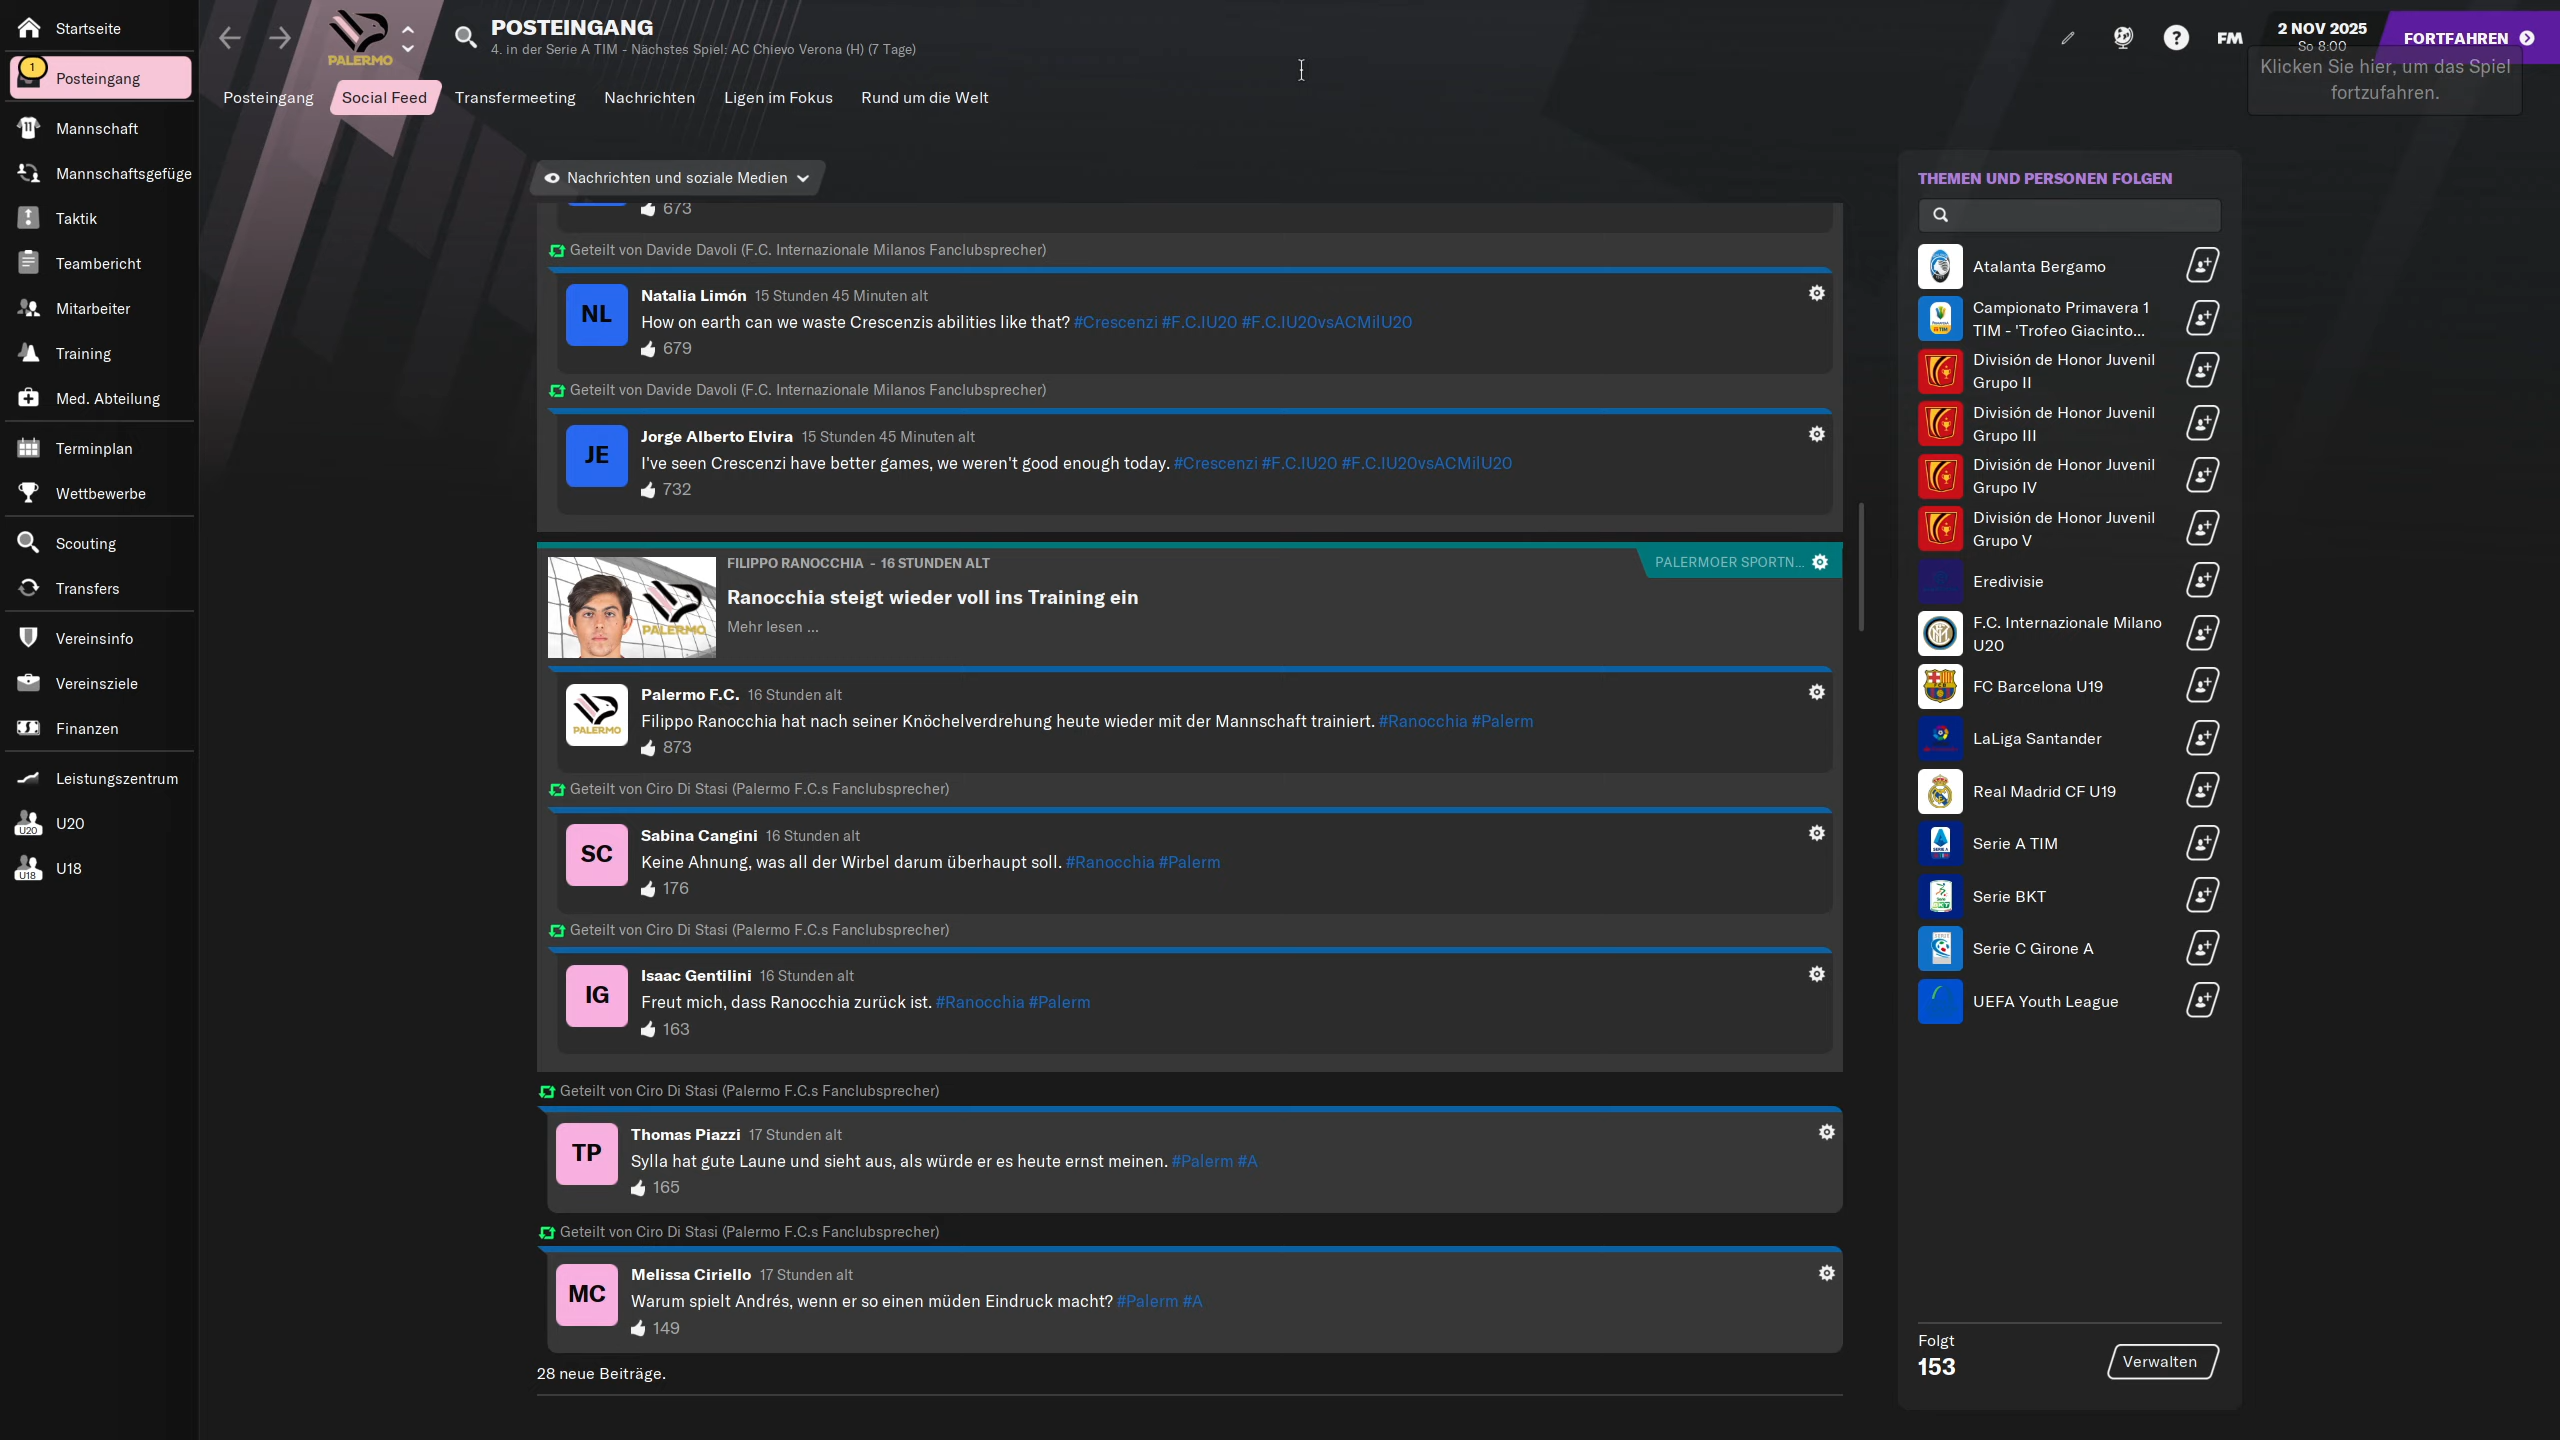 Startseite
1
Posteingang
Mannschaft
Mannschaftsgefüge
Taktik
Teambericht
Mitarbeiter
Training
Med. Abteilung
Terminplan
Wettbewerbe
Scouting
Transfers
Vereinsinfo
Vereinsziele
Finanzen
Leistungszentrum
U20
U20
U18
U18
PALERMO
POSTEINGANG
4. in der Serie A TIM - Nächstes Spiel: AC Chievo Verona (H) (7 Tage)
FM
2 NOV 2025
So 8:00
FORTFAHREN
Klicken Sie hier, um das Spiel
fortzufahren.
Posteingang
Social Feed
Transfermeeting
Nachrichten
Ligen im Fokus
Rund um die Welt
Nachrichten und soziale Medien
673
Geteilt von Davide Davoli (F.C. Internazionale Milanos Fanclubsprecher)
NL
Natalia Limón 15 Stunden 45 Minuten alt
How on earth can we waste Crescenzis abilities like that? #Crescenzi #F.C.IU20 #F.C.IU20vsACMilU20
679
Geteilt von Davide Davoli (F.C. Internazionale Milanos Fanclubsprecher)
JE
Jorge Alberto Elvira 15 Stunden 45 Minuten alt
I've seen Crescenzi have better games, we weren't good enough today. #Crescenzi #F.C.IU20 #F.C.IU20vsACMilU20
732
PALERMO
FILIPPO RANOCCHIA - 16 STUNDEN ALT
PALERMOER SPORTN...
Ranocchia steigt wieder voll ins Training ein
Mehr lesen ...
PALERMO
Palermo F.C. 16 Stunden alt
Filippo Ranocchia hat nach seiner Knöchelverdrehung heute wieder mit der Mannschaft trainiert. #Ranocchia #Palerm
873
Geteilt von Ciro Di Stasi (Palermo F.C.s Fanclubsprecher)
SC
Sabina Cangini 16 Stunden alt
Keine Ahnung, was all der Wirbel darum überhaupt soll. #Ranocchia #Palerm
176
Geteilt von Ciro Di Stasi (Palermo F.C.s Fanclubsprecher)
IG
Isaac Gentilini 16 Stunden alt
Freut mich, dass Ranocchia zurück ist. #Ranocchia #Palerm
163
Geteilt von Ciro Di Stasi (Palermo F.C.s Fanclubsprecher)
TP
Thomas Piazzi 17 Stunden alt
Sylla hat gute Laune und sieht aus, als würde er es heute ernst meinen. #Palerm #A
165
Geteilt von Ciro Di Stasi (Palermo F.C.s Fanclubsprecher)
MC
Melissa Ciriello 17 Stunden alt
Warum spielt Andrés, wenn er so einen müden Eindruck macht? #Palerm #A
149
28 neue Beiträge.
THEMEN UND PERSONEN FOLGEN
Atalanta Bergamo
Campionato Primavera 1
TIM - 'Trofeo Giacinto...
División de Honor Juvenil
Grupo II
División de Honor Juvenil
Grupo III
División de Honor Juvenil
Grupo IV
División de Honor Juvenil
Grupo V
Eredivisie
F.C. Internazionale Milano
U20
FC Barcelona U19
LaLiga Santander
Real Madrid CF U19
Serie A TIM
Serie BKT
Serie C Girone A
UEFA Youth League
Folgt
153
Verwalten